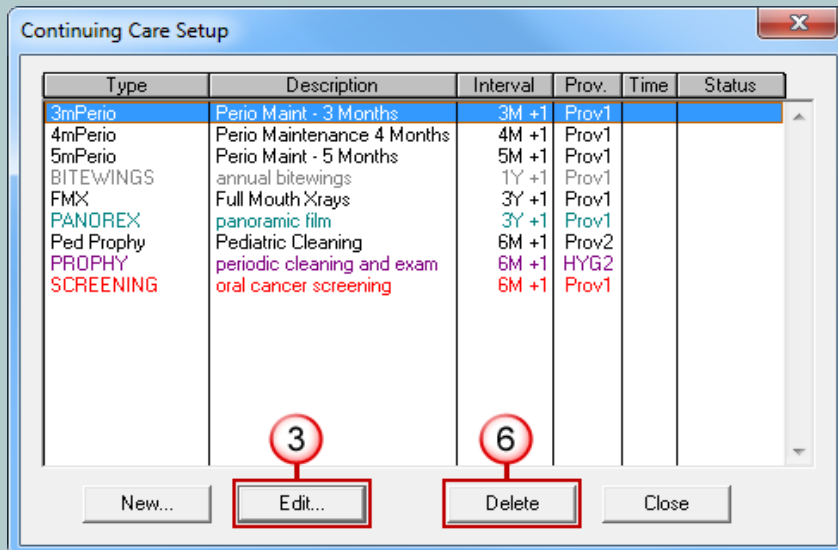 Continuing Care Setup
x
Type Description Interval Prov. Time Status
3mPerio Perio Maint - 3 Months 3M +1 Prov1
4mPerio Perio Maintenance 4 Months 4M +1 Prov1
5mPerio Perio Maint - 5 Months 5M +1 Prov1
BITEWINGS annual bitewings 1Y +1 Prov1
FMX Full Mouth Xrays 3Y +1 Prov1
PANOREX panoramic film 3Y +1 Prov1
Ped Prophy Pediatric Cleaning 6M +1 Prov2
PROPHY periodic cleaning and exam 6M +1 HYG2
SCREENING oral cancer screening 6M +1 Prov1
3 6
New... Edit... Delete Close